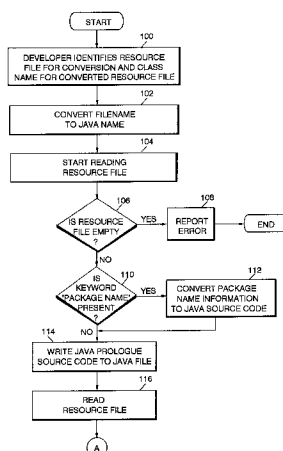 START
100
DEVELOPER IDENTIFIES RESOURCE
FILE FOR CONVERSION AND CLASS
NAME FOR CONVERTED RESOURCE FILE
102
CONVERT FILENAME
TO JAVA NAME
104
START READING
RESOURCE FILE
106
IS RESOURCE
FILE EMPTY
?
YES
108
REPORT
ERROR
END
NO
110
IS
KEYWORD
"PACKAGE NAME"
PRESENT
?
YES
112
CONVERT PACKAGE
NAME INFORMATION
TO JAVA SOURCE CODE
NO
114
WRITE JAVA PROLOGUE
SOURCE CODE TO JAVA FILE
116
READ
RESOURCE FILE
A